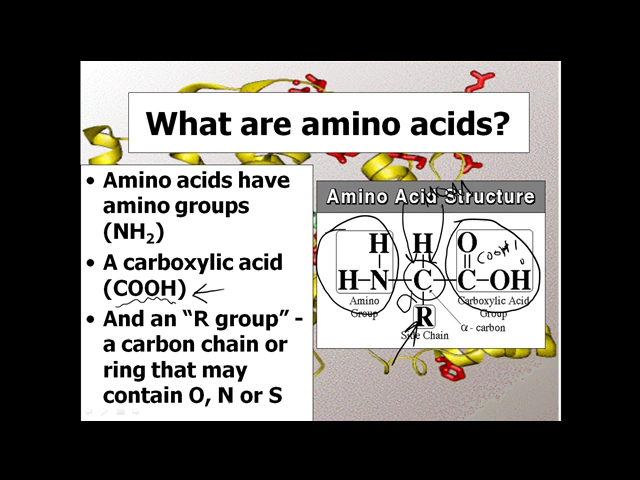 What are amino acids?
• Amino acids have
amino groups
(NH2)
• A carboxylic acid
(COOH)
• And an “R group” -
a carbon chain or
ring that may
contain O, N or S
Amino Acid Structure
H H O
COOH
H-N C C-OH
Amino
Group
Carboxylic Acid
Group
R
α - carbon
Side Chain